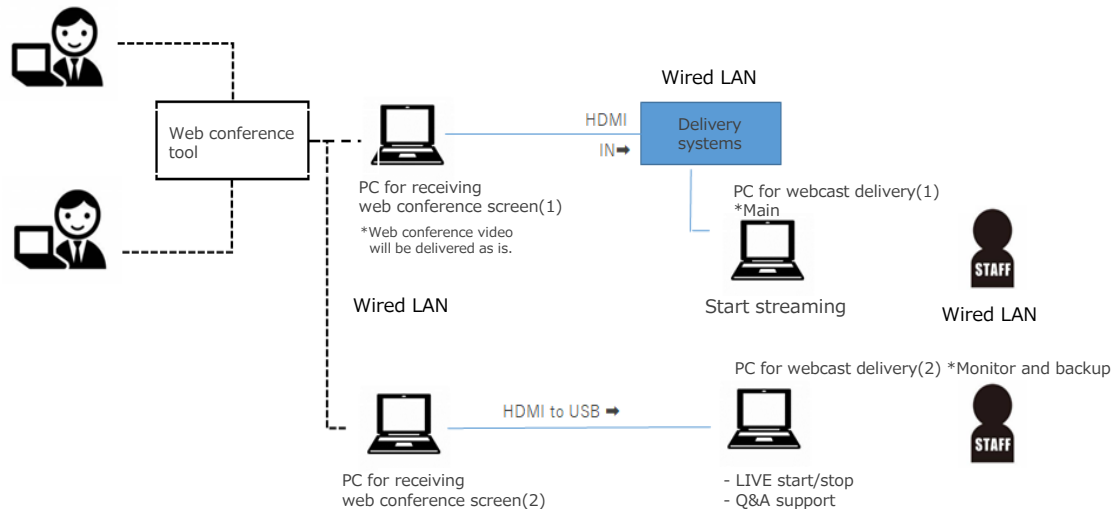 Wired LAN
Web conference
tool
HDMI
IN➡
Delivery
systems
PC for receiving
web conference screen(1)
*Web conference video
will be delivered as is.
PC for webcast delivery(1)
*Main
STAFF
Wired LAN
Start streaming
Wired LAN
PC for webcast delivery(2) *Monitor and backup
HDMI to USB ➡
STAFF
PC for receiving
web conference screen(2)
- LIVE start/stop
- Q&A support